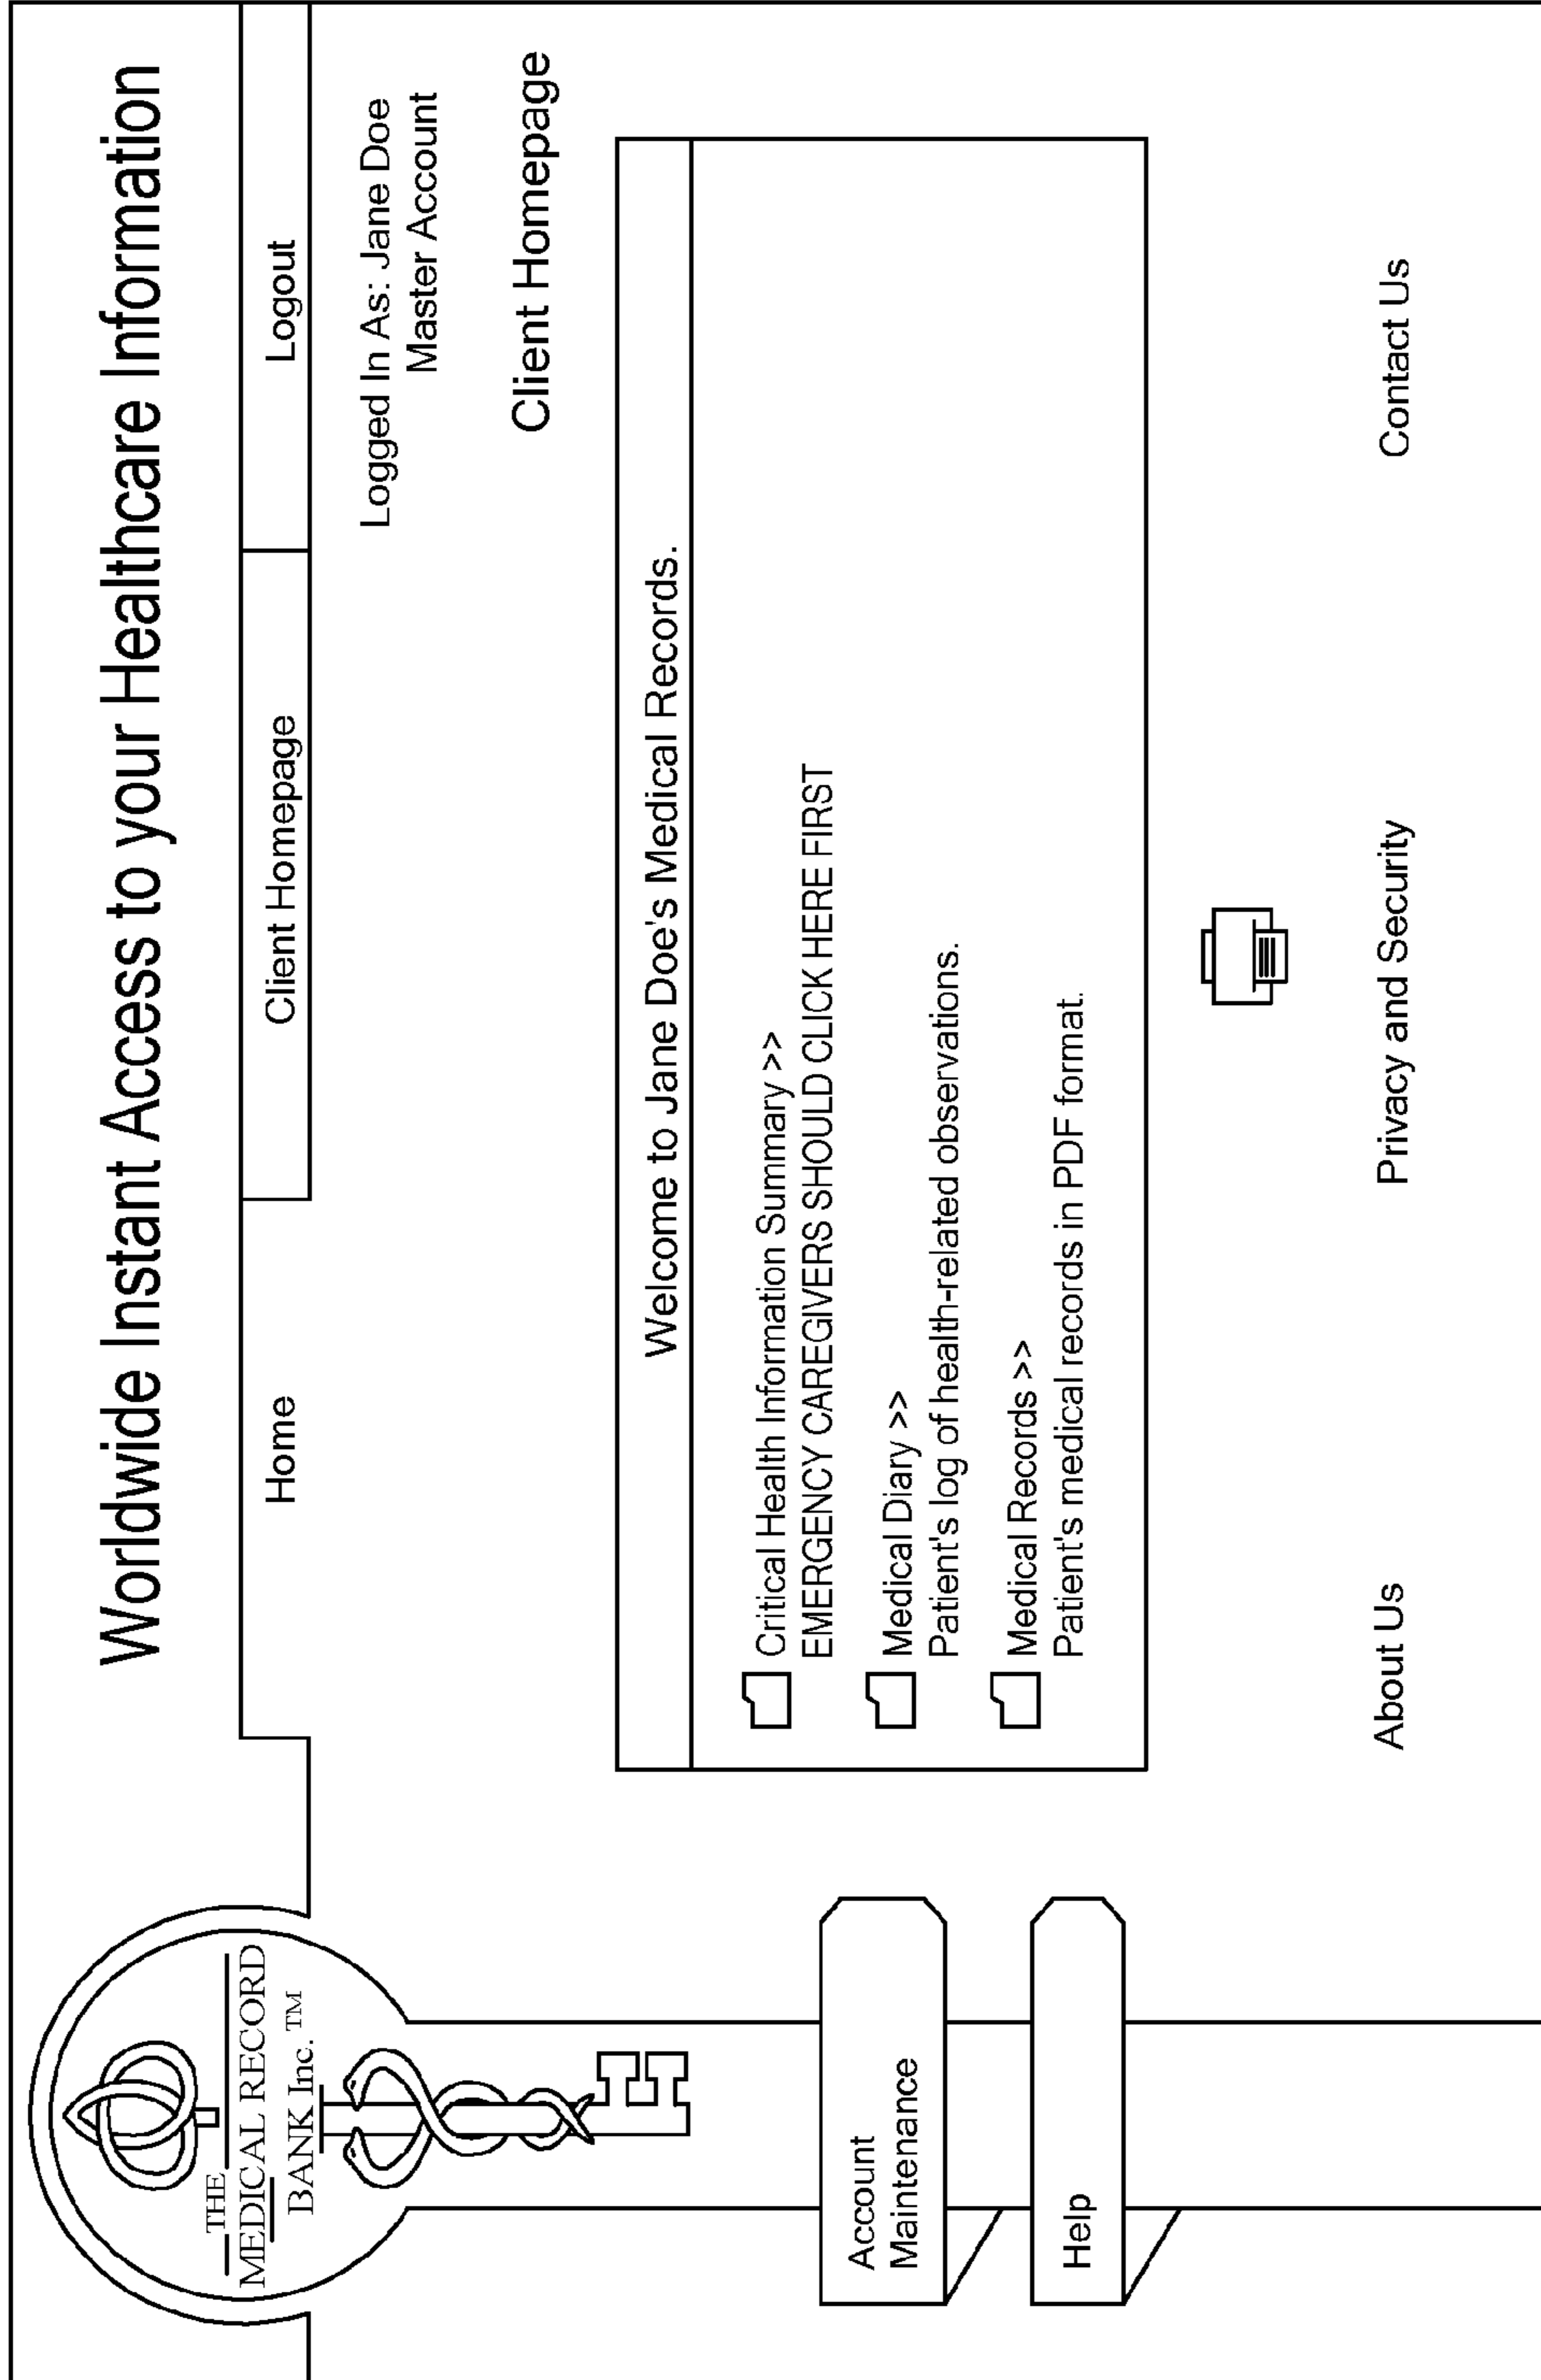 Worldwide Instant Access to your Healthcare Information
THE
MEDICAL RECORD
BANK Inc.™
Home
Client Homepage
Logout
Logged In As: Jane Doe
Master Account
Client Homepage
Welcome to Jane Doe's Medical Records.
Critical Health Information Summary >>
EMERGENCY CAREGIVERS SHOULD CLICK HERE FIRST
Medical Diary >>
Patient's log of health-related observations.
Medical Records >>
Patient's medical records in PDF format.
Account
Maintenance
Help
About Us
Privacy and Security
Contact Us